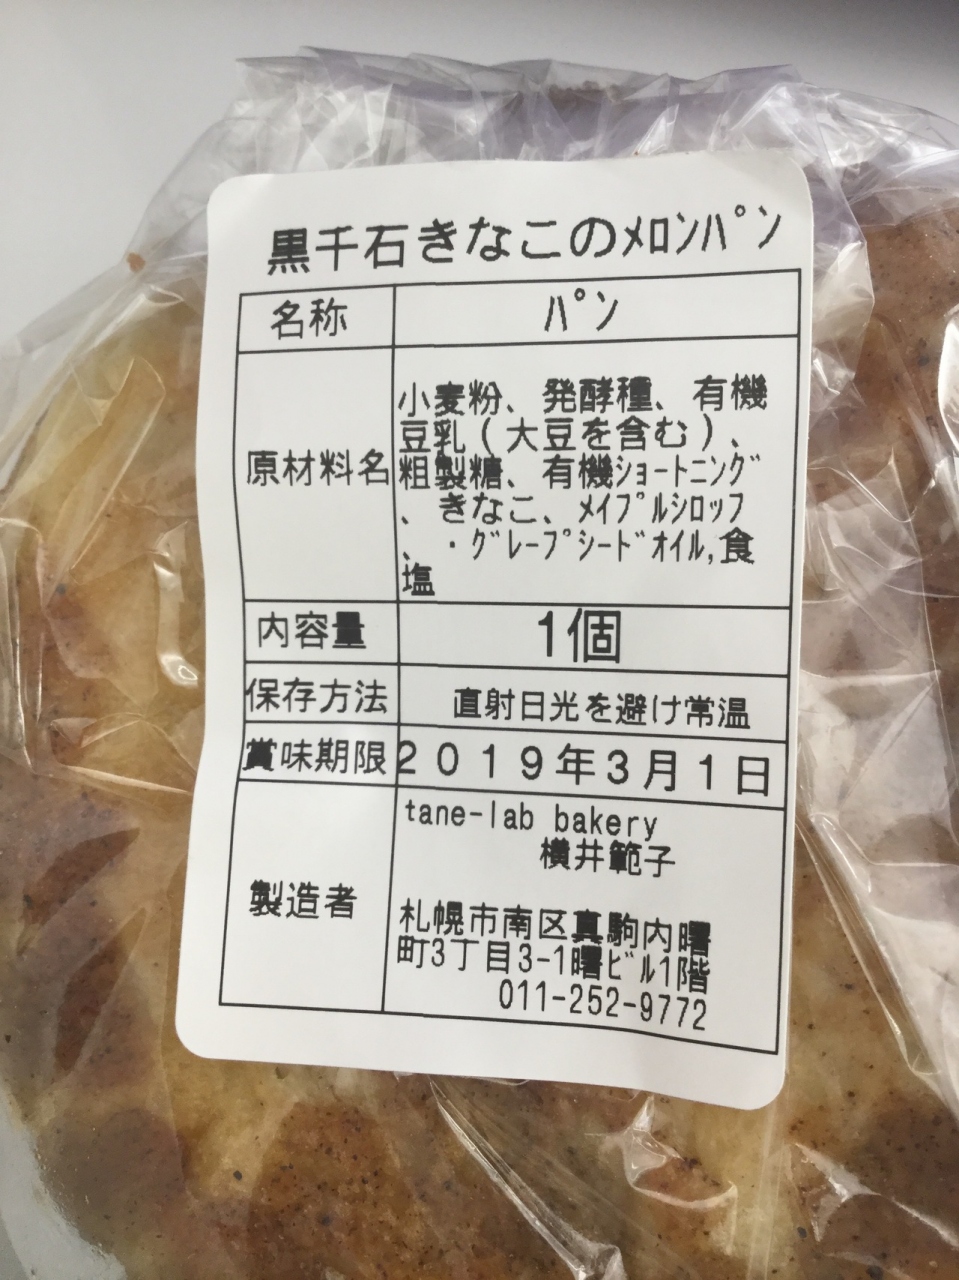 黒千石きなこのﾒﾛﾝﾊﾟﾝ
名称 ﾊﾟﾝ
原材料名
小麦粉、発酵種、有機
豆乳(大豆を含む)、
粗製糖、有機ｼｮｰﾄﾆﾝｸﾞ
、きなこ、ﾒｲﾌﾟﾙｼﾛｯﾌ
、・ｸﾞﾚｰﾌﾟｼｰﾄﾞｵｲﾙ,食
塩
内容量 1個
保存方法 直射日光を避け常温
賞味期限 2019年3月1日
製造者
tane-lab bakery
横井範子
札幌市南区真駒内曙
町3丁目3-1曙ﾋﾞﾙ1階
011-252-9772